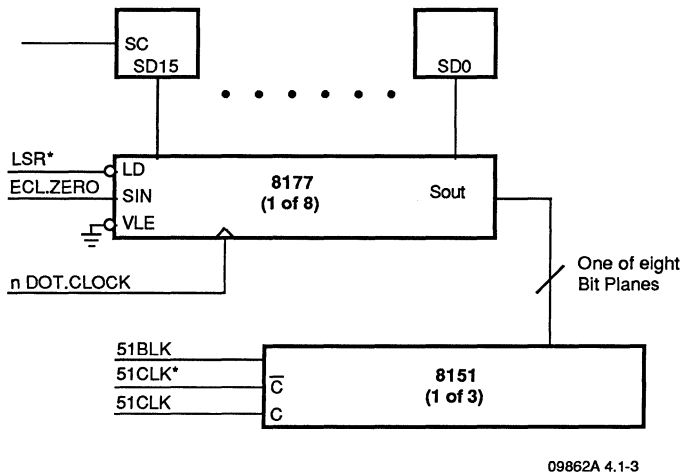 SC
SD15
SD0
LSR*
LD
ECL.ZERO
SIN
VLE
8177
(1 of 8)
Sout
n DOT.CLOCK
One of eight
Bit Planes
51BLK
51CLK*
C
51CLK
C
8151
(1 of 3)
09862A 4.1-3